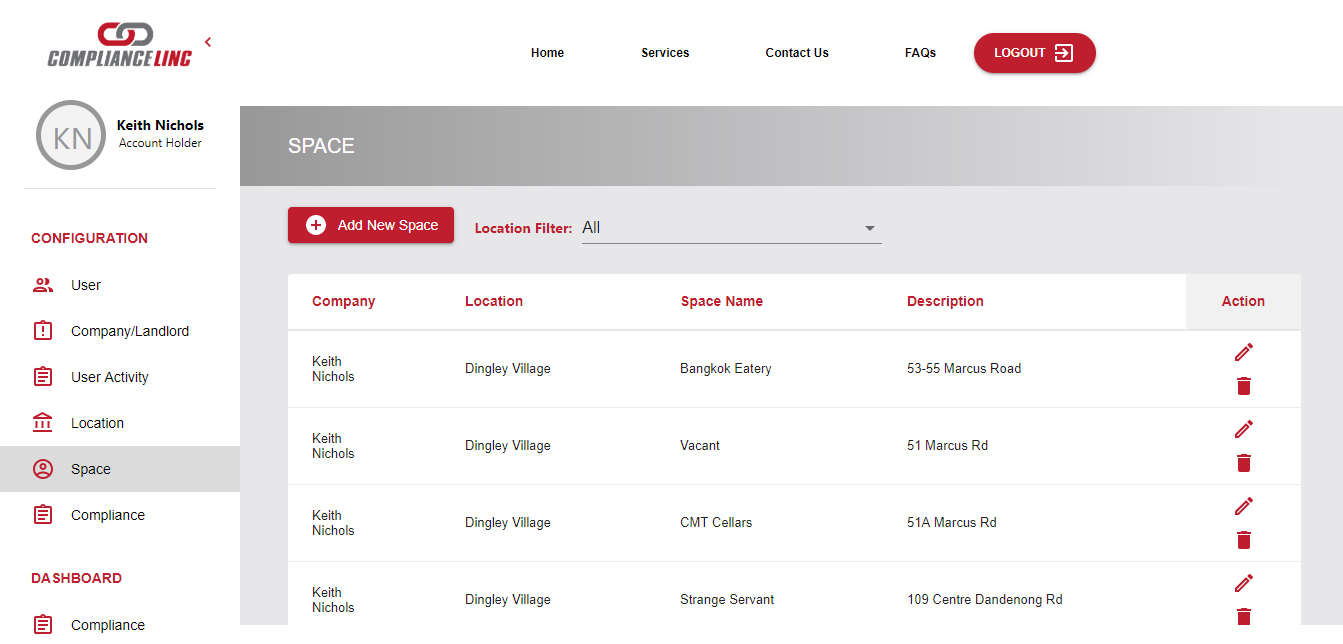 COMPLIANCELINC
Home Services Contact Us FAQs LOGOUT
KN
Keith Nichols
Account Holder
CONFIGURATION
User
Company/Landlord
User Activity
Location
Space
Compliance
DASHBOARD
Compliance
SPACE
Add New Space Location Filter: All
Company Location Space Name Description Action
Keith
Nichols
Dingley Village Bangkok Eatery 53-55 Marcus Road
Keith
Nichols
Dingley Village Vacant 51 Marcus Rd
Keith
Nichols
Dingley Village CMT Cellars 51A Marcus Rd
Keith
Nichols
Dingley Village Strange Servant 109 Centre Dandenong Rd